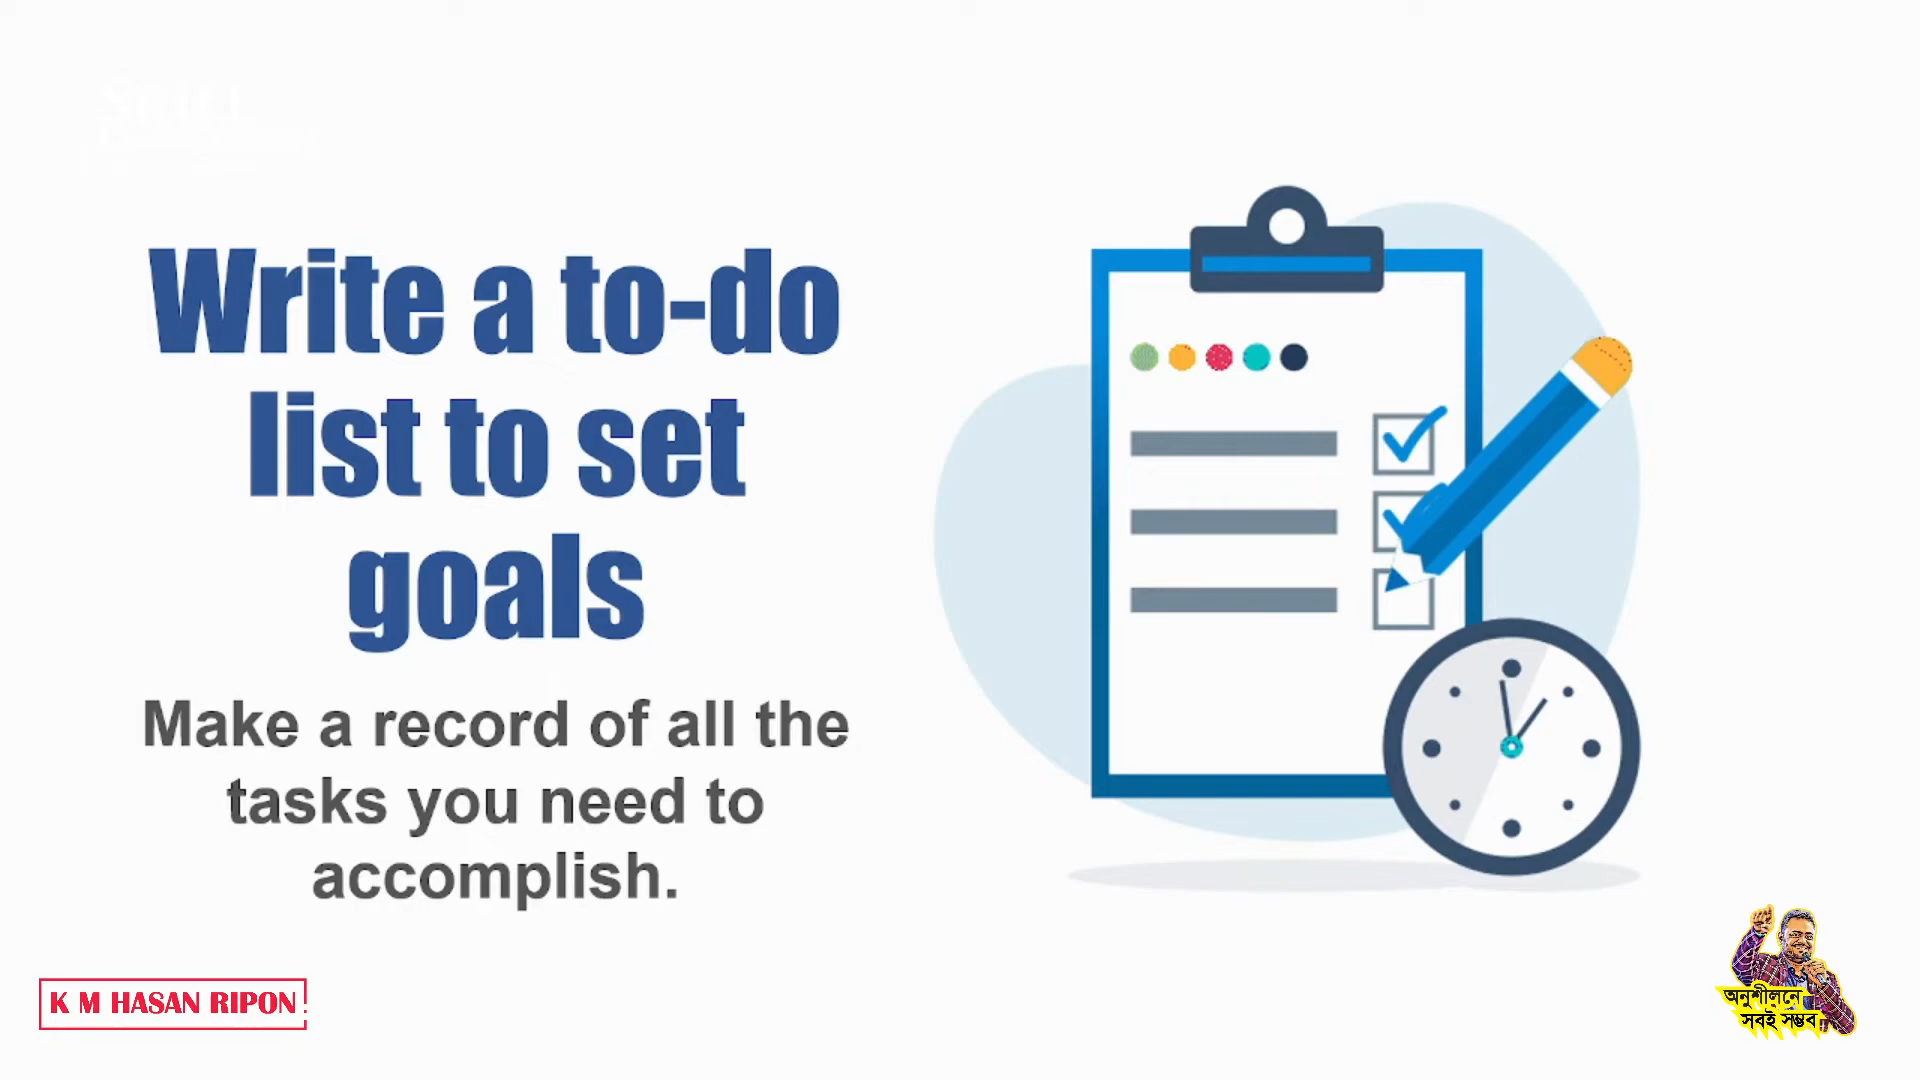 Write a to-do
list to set
goals
Make a record of all the
tasks you need to
accomplish.
K M HASAN RIPON
অনুশীলনে
সবই সম্ভব